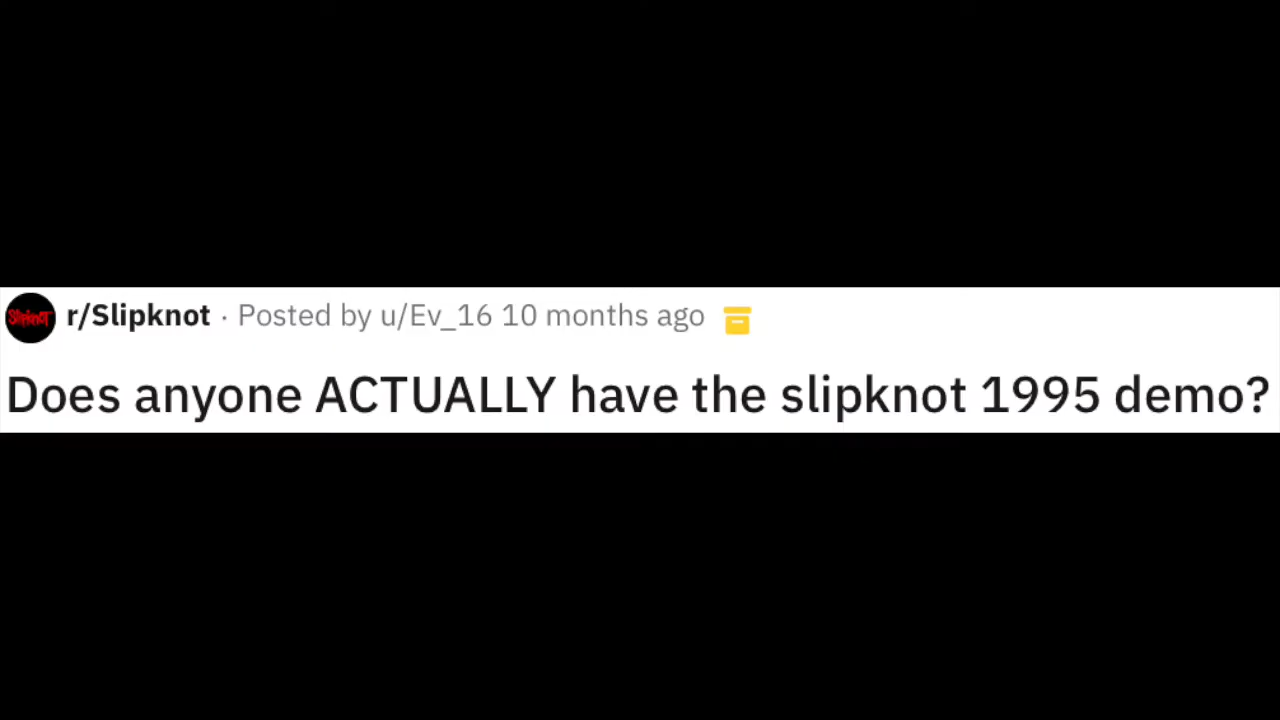 r/Slipknot · Posted by u/Ev_16 10 months ago
Does anyone ACTUALLY have the slipknot 1995 demo?